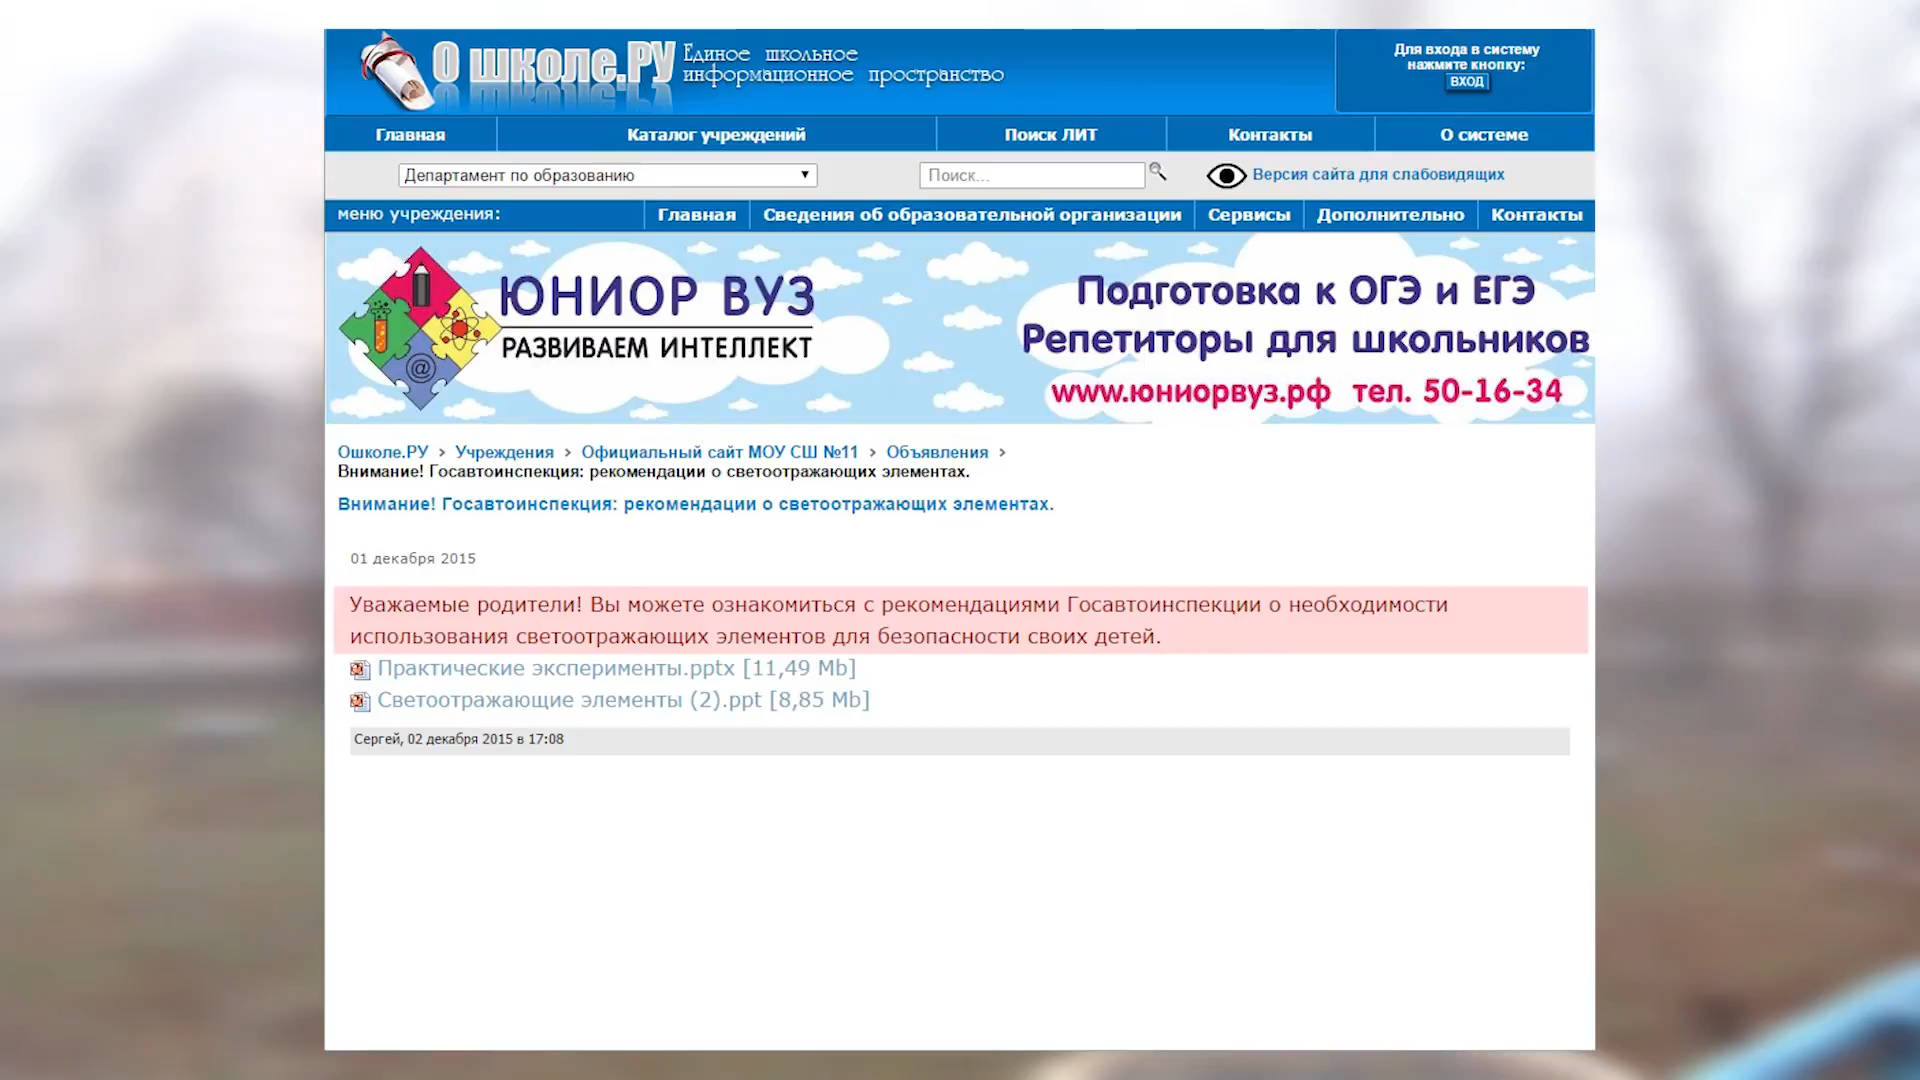 О школе.РУ
Единое школьное
информационное пространство
Для входа в систему
нажмите кнопку:
ВХОД
Главная
Каталог учреждений
Поиск ЛИТ
Контакты
О системе
Департамент по образованию
Поиск...
Версия сайта для слабовидящих
меню учреждения:
Главная
Сведения об образовательной организации
Сервисы
Дополнительно
Контакты
ЮНИОР ВУЗ
РАЗВИВАЕМ ИНТЕЛЛЕКТ
Подготовка к ОГЭ и ЕГЭ
Репетиторы для школьников
www.юниорвуз.рф тел. 50-16-34
Ошколе.РУ > Учреждения > Официальный сайт МОУ СШ №11 > Объявления >
Внимание! Госавтоинспекция: рекомендации о светоотражающих элементах.
Внимание! Госавтоинспекция: рекомендации о светоотражающих элементах.
01 декабря 2015
Уважаемые родители! Вы можете ознакомиться с рекомендациями Госавтоинспекции о необходимости
использования светоотражающих элементов для безопасности своих детей.
Практические эксперименты.pptx [11,49 Mb]
Светоотражающие элементы (2).ppt [8,85 Mb]
Сергей, 02 декабря 2015 в 17:08